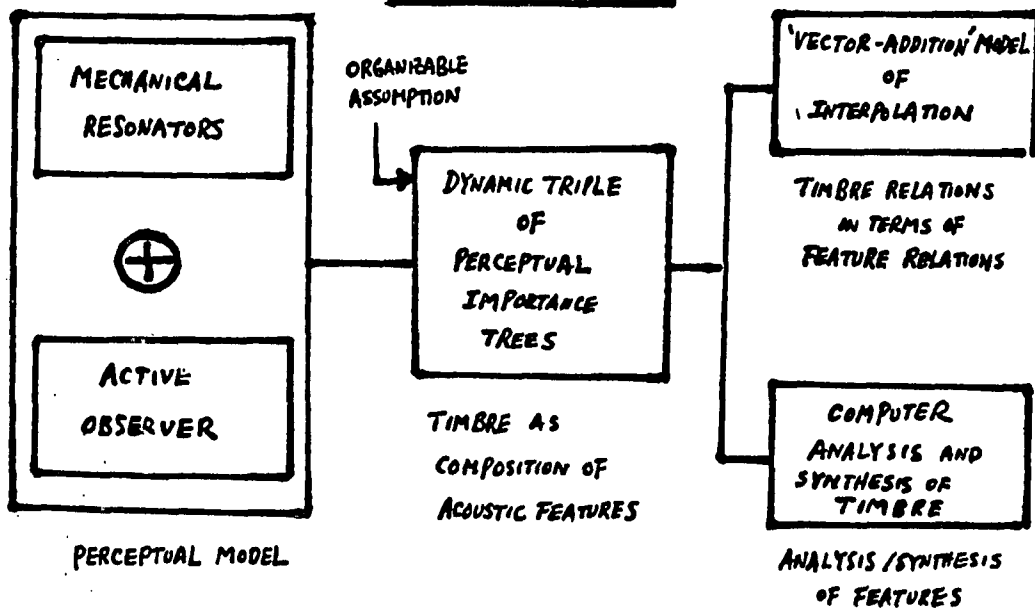 MECHANICAL
RESONATORS
ACTIVE
OBSERVER
PERCEPTUAL MODEL
ORGANIZABLE
ASSUMPTION
DYNAMIC TRIPLE
OF
PERCEPTUAL
IMPORTANCE
TREES
TIMBRE AS
COMPOSITION OF
ACOUSTIC FEATURES
'VECTOR-ADDITION' MODEL
OF
INTERPOLATION
TIMBRE RELATIONS
IN TERMS OF
FEATURE RELATIONS
COMPUTER
ANALYSIS AND
SYNTHESIS OF
TIMBRE
ANALYSIS/SYNTHESIS
OF FEATURES